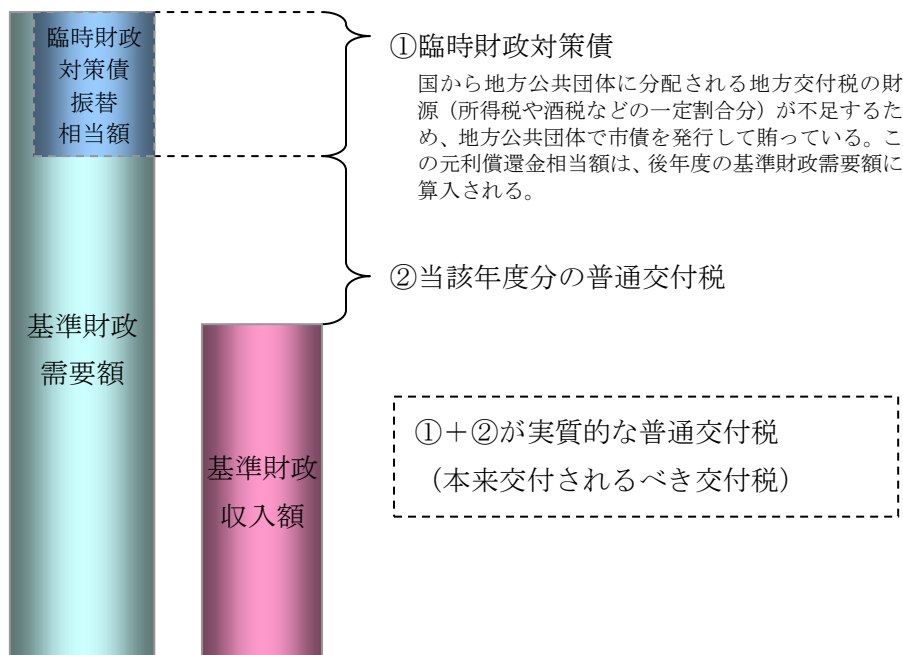 臨時財政
対策債
振替
相当額
①臨時財政対策債
国から地方公共団体に分配される地方交付税の財
源（所得税や酒税などの一定割合分）が不足するた
め、地方公共団体で市債を発行して賄っている。こ
の元利償還金相当額は、後年度の基準財政需要額に
算入される。
②当該年度分の普通交付税
基準財政
需要額
基準財政
収入額
①＋②が実質的な普通交付税
（本来交付されるべき交付税）